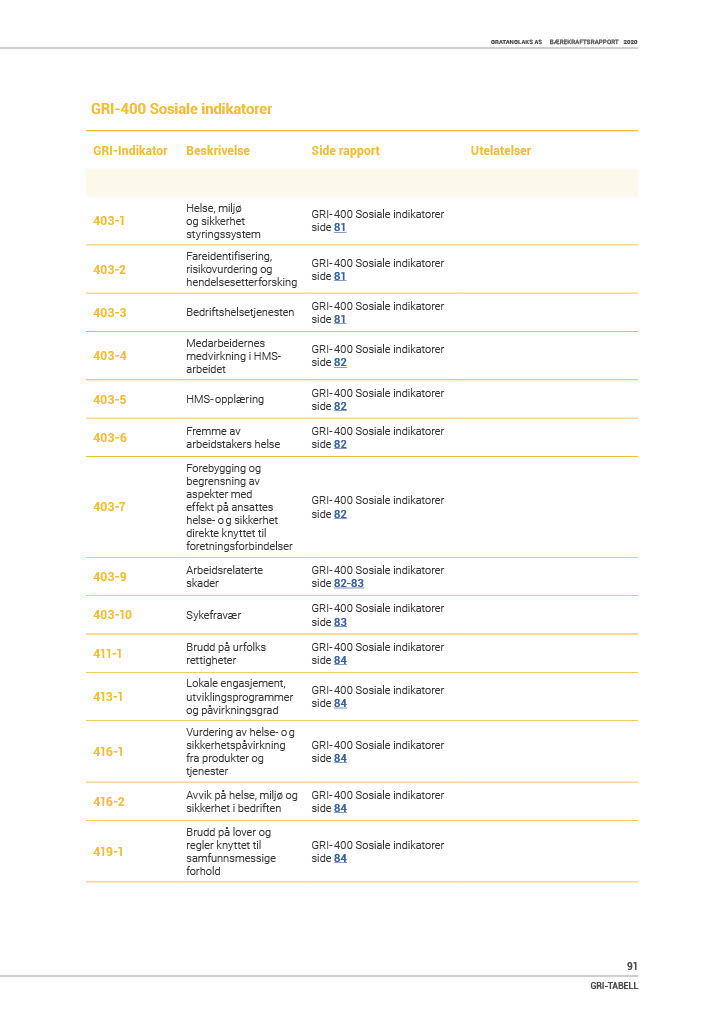 GRATANGLAKS AS BÆREKRAFTSRAPPORT 2020
GRI-400 Sosiale indikatorer
GRI-Indikator Beskrivelse Side rapport Utelatelser
403-1
Helse, miljø
og sikkerhet
styringssystem
GRI-400 Sosiale indikatorer
side 81
403-2
Fareidentifisering,
risikovurdering og
hendelsesetterforsking
GRI-400 Sosiale indikatorer
side 81
403-3
Bedriftshelsetjenesten
GRI-400 Sosiale indikatorer
side 81
403-4
Medarbeidernes
medvirkning i HMS-
arbeidet
GRI-400 Sosiale indikatorer
side 82
403-5
HMS-opplæring
GRI-400 Sosiale indikatorer
side 82
403-6
Fremme av
arbeidstakers helse
GRI-400 Sosiale indikatorer
side 82
403-7
Forebygging og
begrensning av
aspekter med
effekt på ansattes
helse- og sikkerhet
direkte knyttet til
foretningsforbindelser
GRI-400 Sosiale indikatorer
side 82
403-9
Arbeidsrelaterte
skader
GRI-400 Sosiale indikatorer
side 82-83
403-10
Sykefravær
GRI-400 Sosiale indikatorer
side 83
411-1
Brudd på urfolks
rettigheter
GRI-400 Sosiale indikatorer
side 84
413-1
Lokale engasjement,
utviklingsprogrammer
og påvirkningsgrad
GRI-400 Sosiale indikatorer
side 84
416-1
Vurdering av helse- og
sikkerhetspåvirkning
fra produkter og
tjenester
GRI-400 Sosiale indikatorer
side 84
416-2
Avvik på helse, miljø og
sikkerhet i bedriften
GRI-400 Sosiale indikatorer
side 84
419-1
Brudd på lover og
regler knyttet til
samfunnsmessige
forhold
GRI-400 Sosiale indikatorer
side 84
91
GRI-TABELL